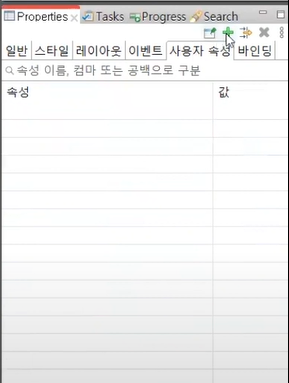 Properties Tasks Progress Search
일반 스타일 레이아웃 이벤트 사용자 속성 바인딩
속성 이름, 컴마 또는 공백으로 구분
속성 값